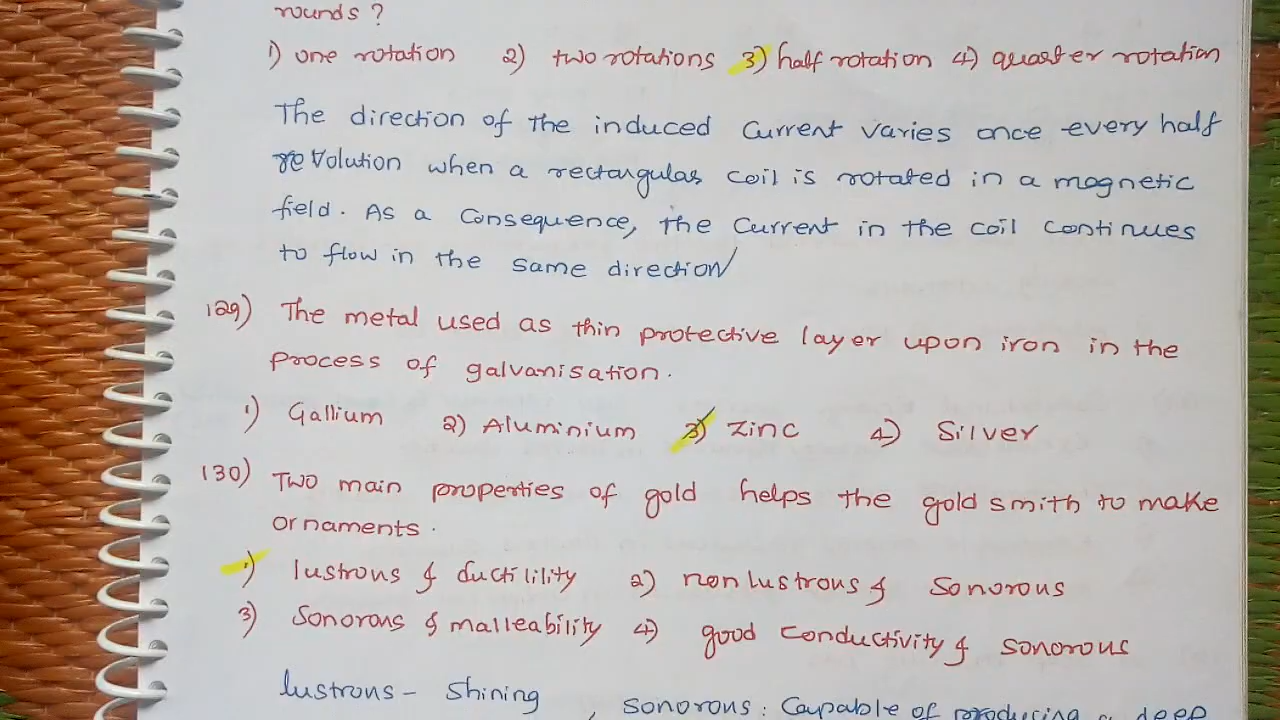 rounds ?
1) one rotation 2) two rotations 3) half rotation 4) quarter rotation
The direction of the induced current varies once every half
revolution when a rectangular coil is rotated in a magnetic
field. As a consequence, the current in the coil continues
to flow in the same direction
129) The metal used as thin protective layer upon iron in the
process of galvanisation.
1) Gallium 2) Aluminium 3) Zinc 4) Silver
130) Two main properties of gold helps the gold smith to make
ornaments.
1) lustrous & ductilility 2) non lustrous & Sonorous
3) Sonorous & malleability 4) good conductivity & sonorous
lustrous - shining , sonorous : Capable of producing a deep